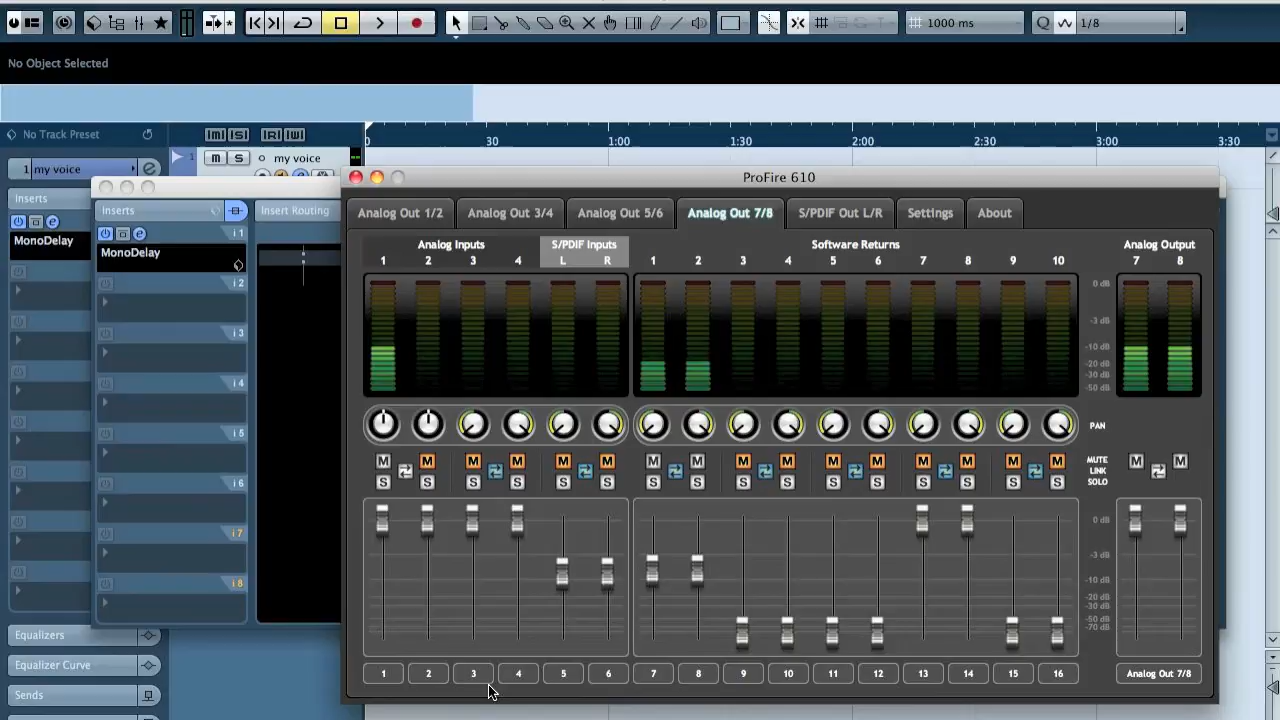 1000 ms
1/8
No Object Selected
No Track Preset
M S R W
0 30 1:00 1:30 2:00 2:30 3:00 3:30
1 my voice
1 M S my voice
Inserts
MonoDelay
Equalizers
Equalizer Curve
Sends
Inserts
Insert Routing
i 1
MonoDelay
i 2
i 3
i 4
i 5
i 6
i 7
i 8
ProFire 610
Analog Out 1/2 Analog Out 3/4 Analog Out 5/6 Analog Out 7/8 S/PDIF Out L/R Settings About
Analog Inputs S/PDIF Inputs Software Returns Analog Output
1 2 3 4 L R 1 2 3 4 5 6 7 8 9 10 7 8
0 dB
-3 dB
-10 dB
-20 dB
-30 dB
-50 dB
PAN
M M M M M M M M M M M M M M M M MUTE M M
LINK
S S S S S S S S S S S S S S S S SOLO
0 dB
-3 dB
-10 dB
-20 dB
-30 dB
-50 dB
-70 dB
1 2 3 4 5 6 7 8 9 10 11 12 13 14 15 16 Analog Out 7/8